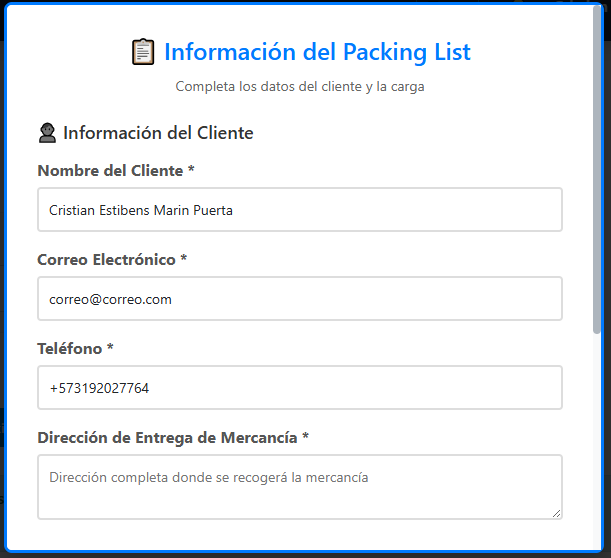 Información del Packing List
Completa los datos del cliente y la carga
Información del Cliente
Nombre del Cliente *
Cristian Estibens Marin Puerta
Correo Electrónico *
correo@correo.com
Teléfono *
+573192027764
Dirección de Entrega de Mercancía *
Dirección completa donde se recogerá la mercancía